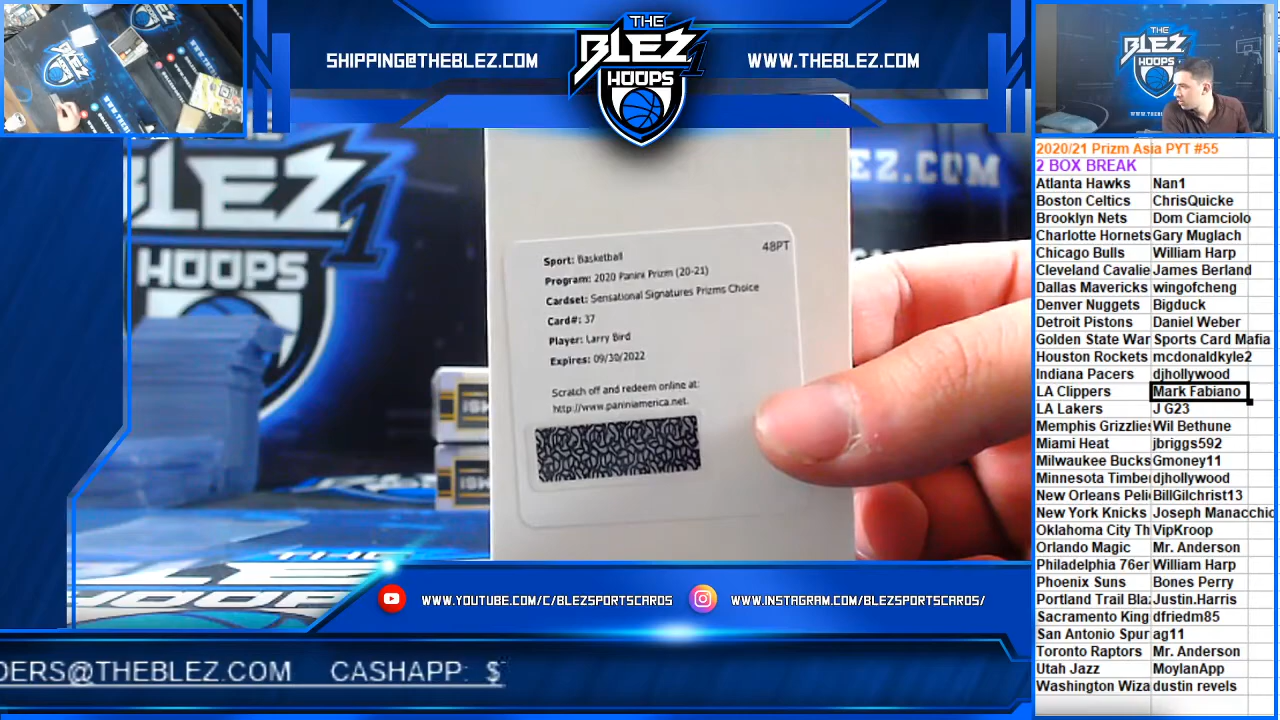 SHIPPING@THEBLEZ.COM
THE
BLEZ
1
HOOPS
WWW.THEBLEZ.COM
BLEZ
1
HOOPS
EZ.COM
48PT
Sport: Basketball
Program: 2020 Panini Prizm (20-21)
Cardset: Sensational Signatures Prizms Choice
Card#: 37
Player: Larry Bird
Expires: 09/30/2022
Scratch off and redeem online at:
http://www.paniniamerica.net.
THE
HOOPS
WWW.YOUTUBE.COM/C/BLEZSPORTSCARDS
WWW.INSTAGRAM.COM/BLEZSPORTSCARDS/
DERS@THEBLEZ.COM CASHAPP: $
2020/21 Prizm Asia PYT #55
2 BOX BREAK
Atlanta Hawks Nan1
Boston Celtics ChrisQuicke
Brooklyn Nets Dom Ciamciolo
Charlotte Hornets Gary Muglach
Chicago Bulls William Harp
Cleveland Cavalie James Berland
Dallas Mavericks wingofcheng
Denver Nuggets Bigduck
Detroit Pistons Daniel Weber
Golden State War Sports Card Mafia
Houston Rockets mcdonaldkyle2
Indiana Pacers djhollywood
LA Clippers Mark Fabiano
LA Lakers J G23
Memphis Grizzlies Wil Bethune
Miami Heat jbriggs592
Milwaukee Bucks Gmoney11
Minnesota Timbe djhollywood
New Orleans Peli BillGilchrist13
New York Knicks Joseph Manacchio
Oklahoma City Th VipKroop
Orlando Magic Mr. Anderson
Philadelphia 76er William Harp
Phoenix Suns Bones Perry
Portland Trail Bla Justin.Harris
Sacramento King dfriedm85
San Antonio Spur ag11
Toronto Raptors Mr. Anderson
Utah Jazz MoylanApp
Washington Wiza dustin revels